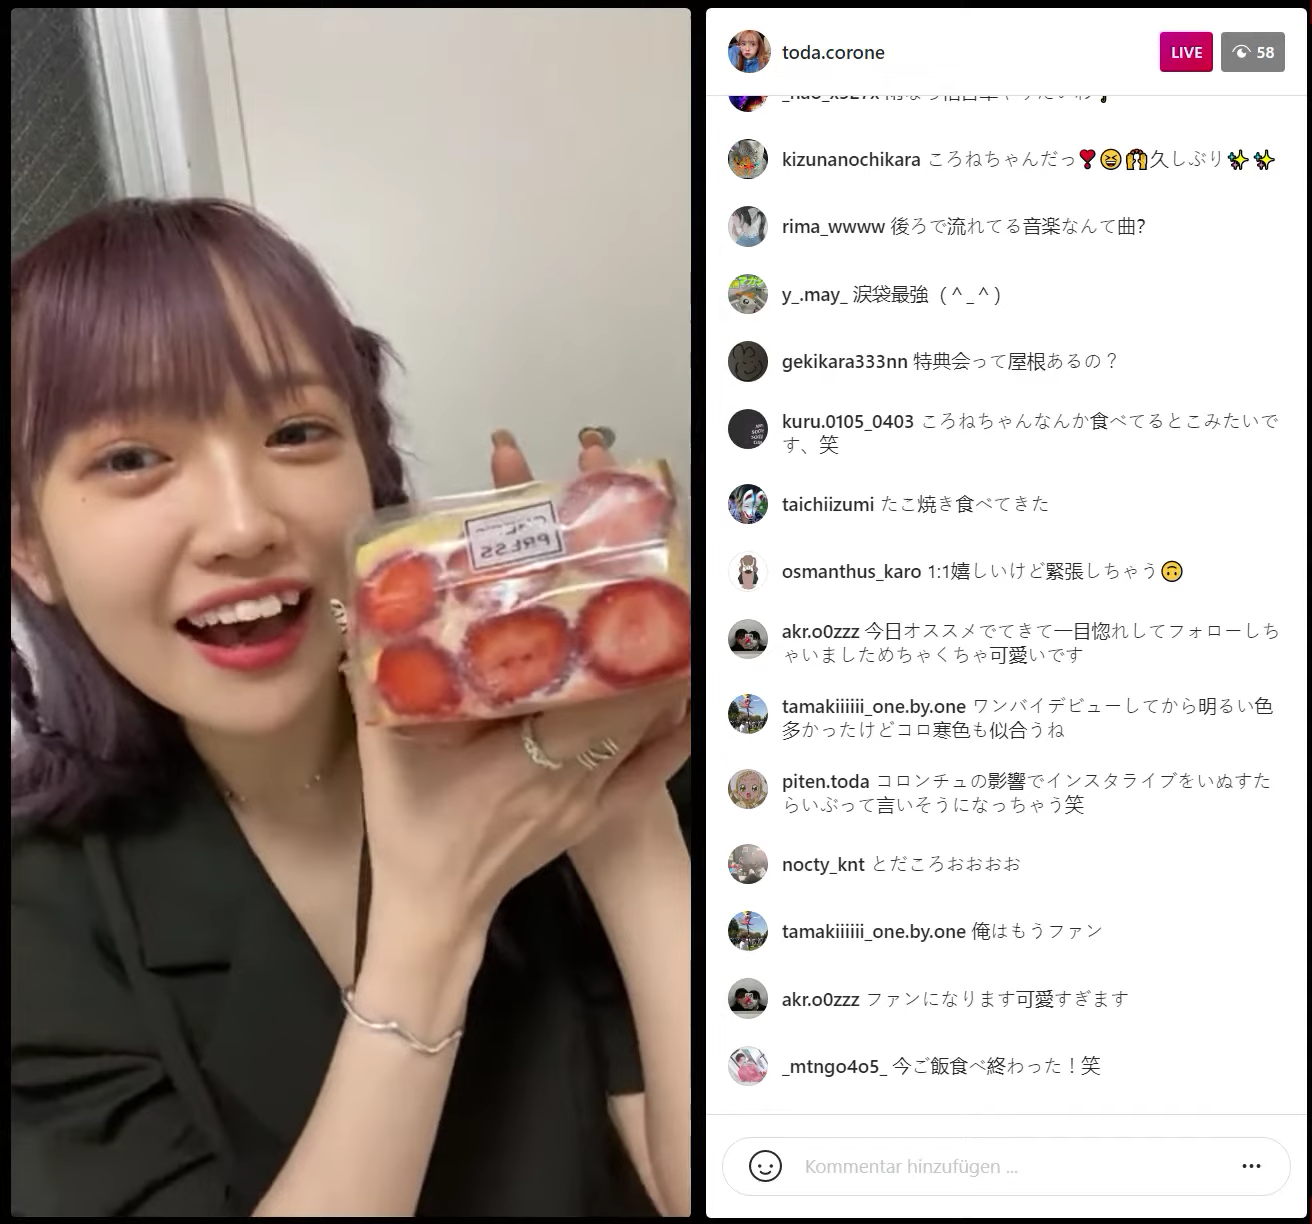 toda.corone
LIVE
58
kizunanochikara ころねちゃんだっ❣️😆🙌久しぶり✨✨
rima_wwww 後ろで流れてる音楽なんて曲?
y_.may_ 涙袋最強（^_^）
gekikara333nn 特典会って屋根あるの？
kuru.0105_0403 ころねちゃんなんか食べてるとこみたいで
す、笑
taichiizumi たこ焼き食べてきた
osmanthus_karo 1:1嬉しいけど緊張しちゃう🙃
akr.o0zzz 今日オススメでてきて一目惚れしてフォローしち
ゃいましためちゃくちゃ可愛いです
tamakiiiiii_one.by.one ワンバイデビューしてから明るい色
多かったけどコロ寒色も似合うね
piten.toda コロンチュの影響でインスタライブをいぬすた
らいぶって言いそうになっちゃう笑
nocty_knt とだころおおおお
tamakiiiiii_one.by.one 俺はもうファン
akr.o0zzz ファンになります可愛すぎます
_mtngo4o5_ 今ご飯食べ終わった！笑
Kommentar hinzufügen ...
PRESS